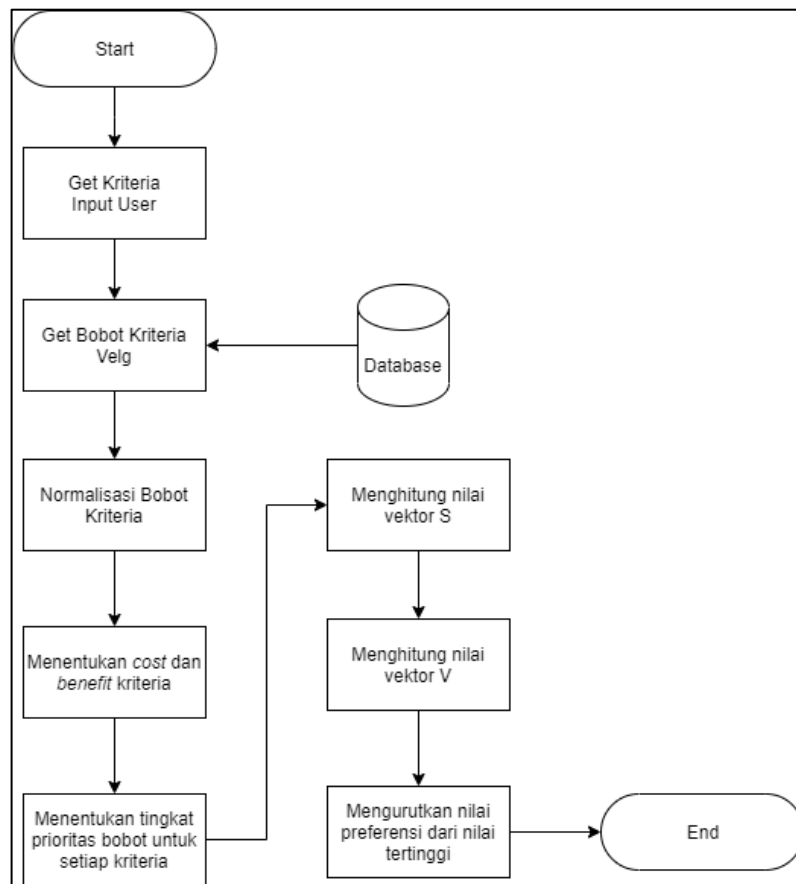 Start
Get Kriteria
Input User
Get Bobot Kriteria
Velg
Database
Normalisasi Bobot
Kriteria
Menentukan cost dan
benefit kriteria
Menentukan tingkat
prioritas bobot untuk
setiap kriteria
Menghitung nilai
vektor S
Menghitung nilai
vektor V
Mengurutkan nilai
preferensi dari nilai
tertinggi
End